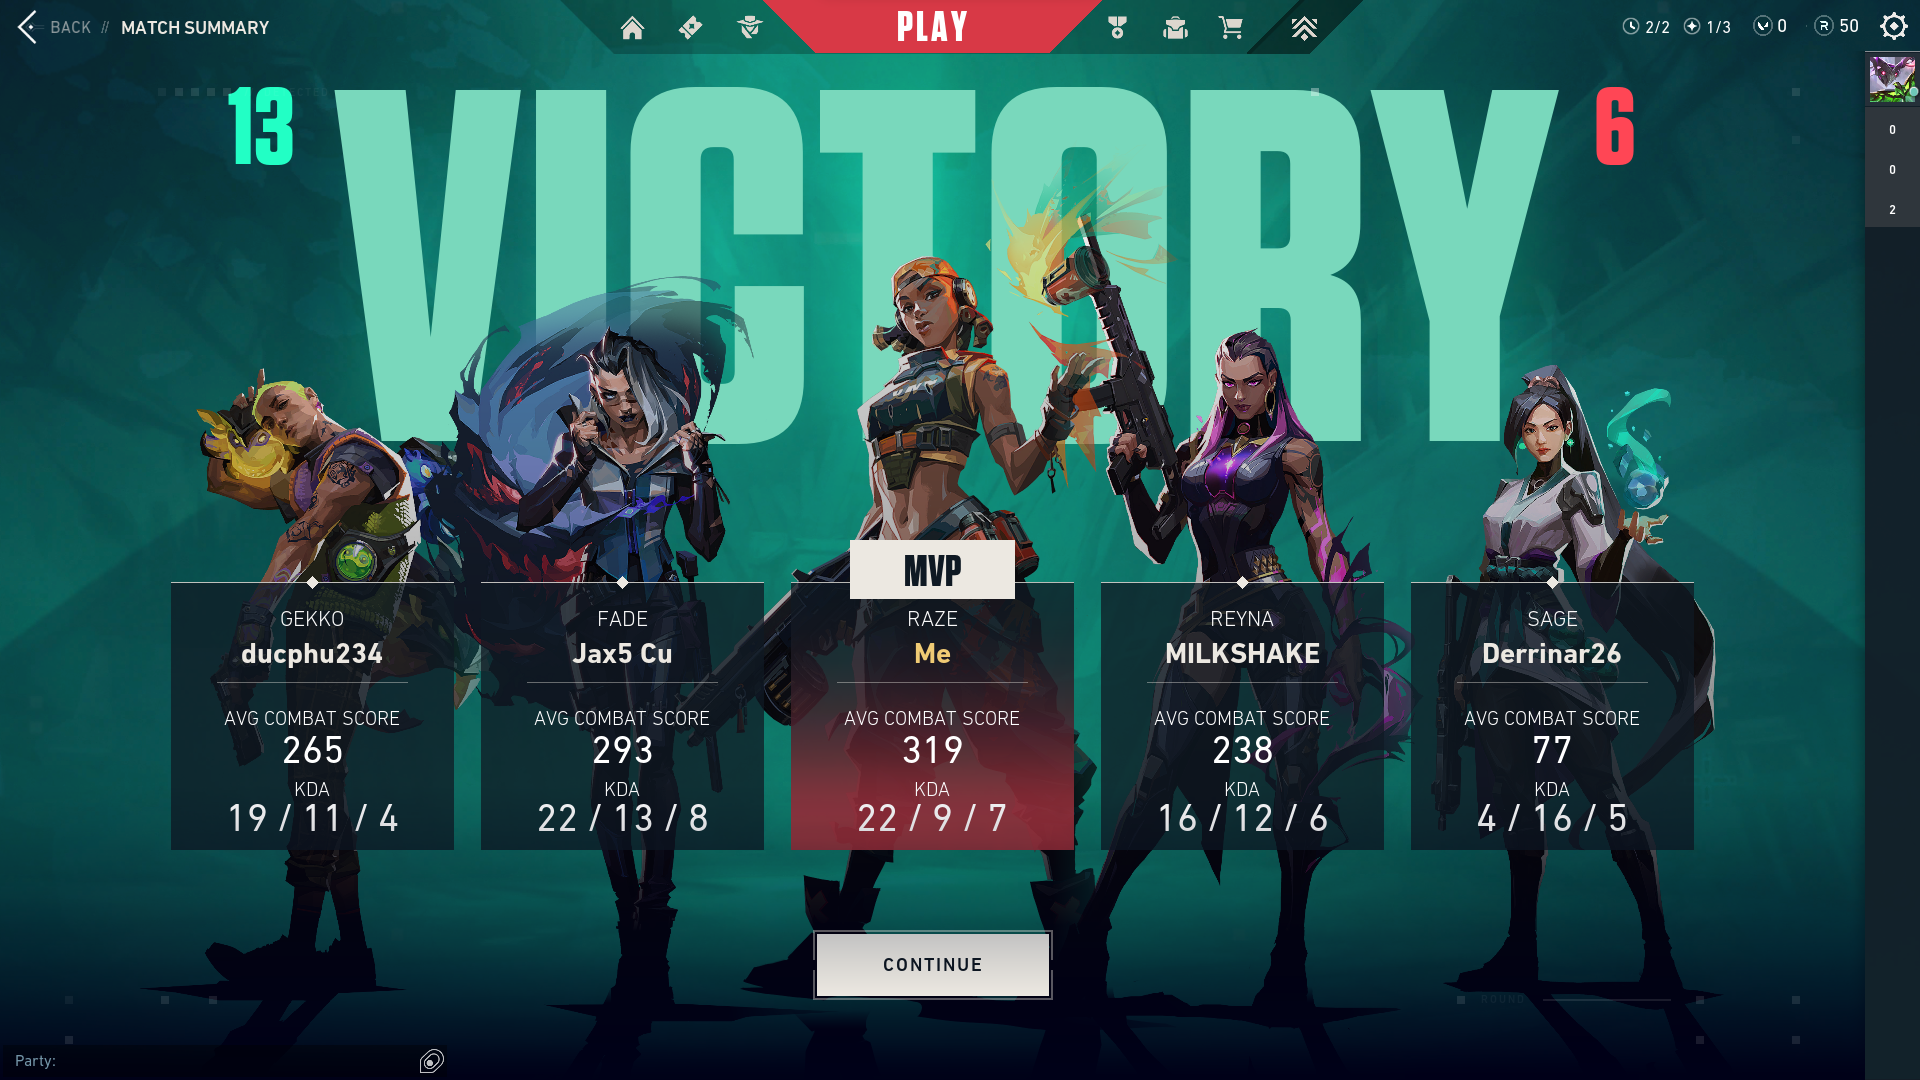 BACK // MATCH SUMMARY
PLAY
2/2 1/3 0 50
13 VICTORY 6
0
0
2
MVP
GEKKO
ducphu234
AVG COMBAT SCORE
265
KDA
19 / 11 / 4
FADE
Jax5 Cu
AVG COMBAT SCORE
293
KDA
22 / 13 / 8
RAZE
Me
AVG COMBAT SCORE
319
KDA
22 / 9 / 7
REYNA
MILKSHAKE
AVG COMBAT SCORE
238
KDA
16 / 12 / 6
SAGE
Derrinar26
AVG COMBAT SCORE
77
KDA
4 / 16 / 5
CONTINUE
ROUND
Party: